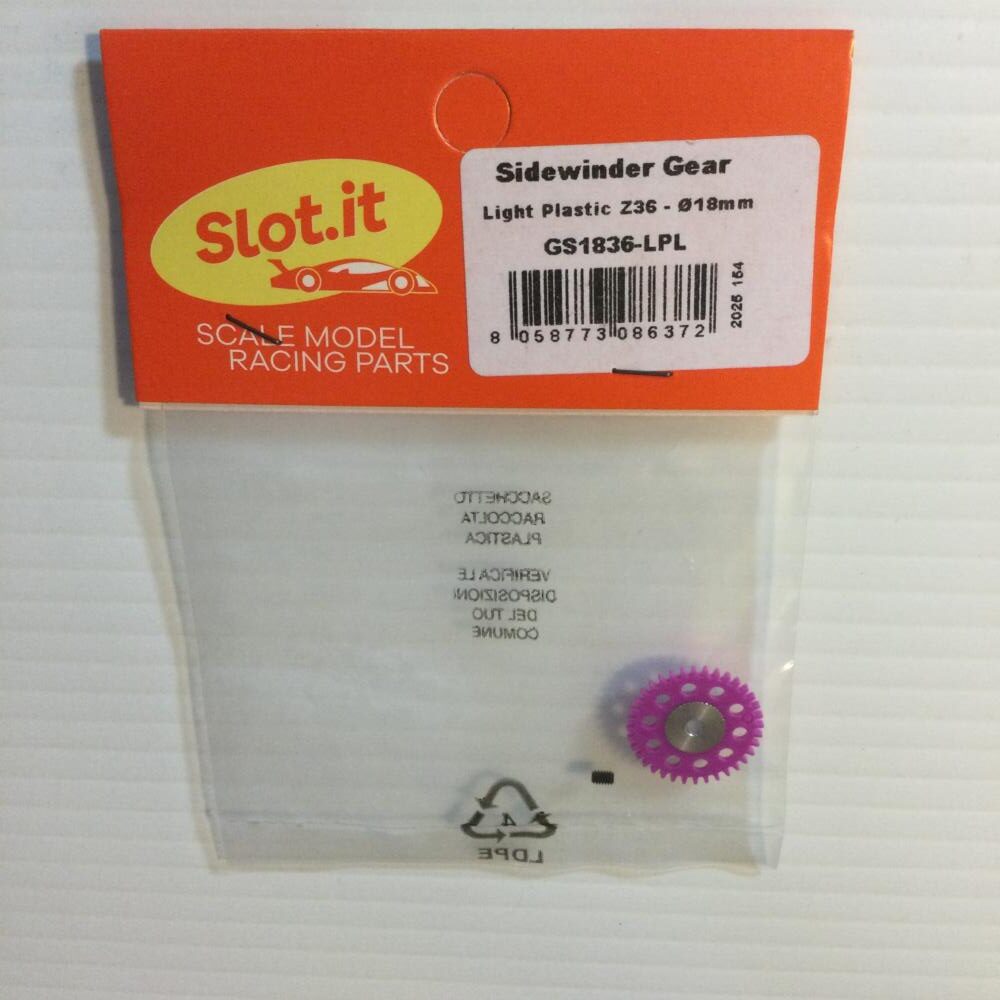 Slot.it
SCALE MODEL
RACING PARTS
Sidewinder Gear
Light Plastic Z36 - Ø18mm
GS1836-LPL
8 058773 086372
2025 154
SACCHETTO
RACCOLTA
PLASTICA
VERIFICA LE
DISPOSIZIONI
DEL TUO
COMUNE
4
LDPE